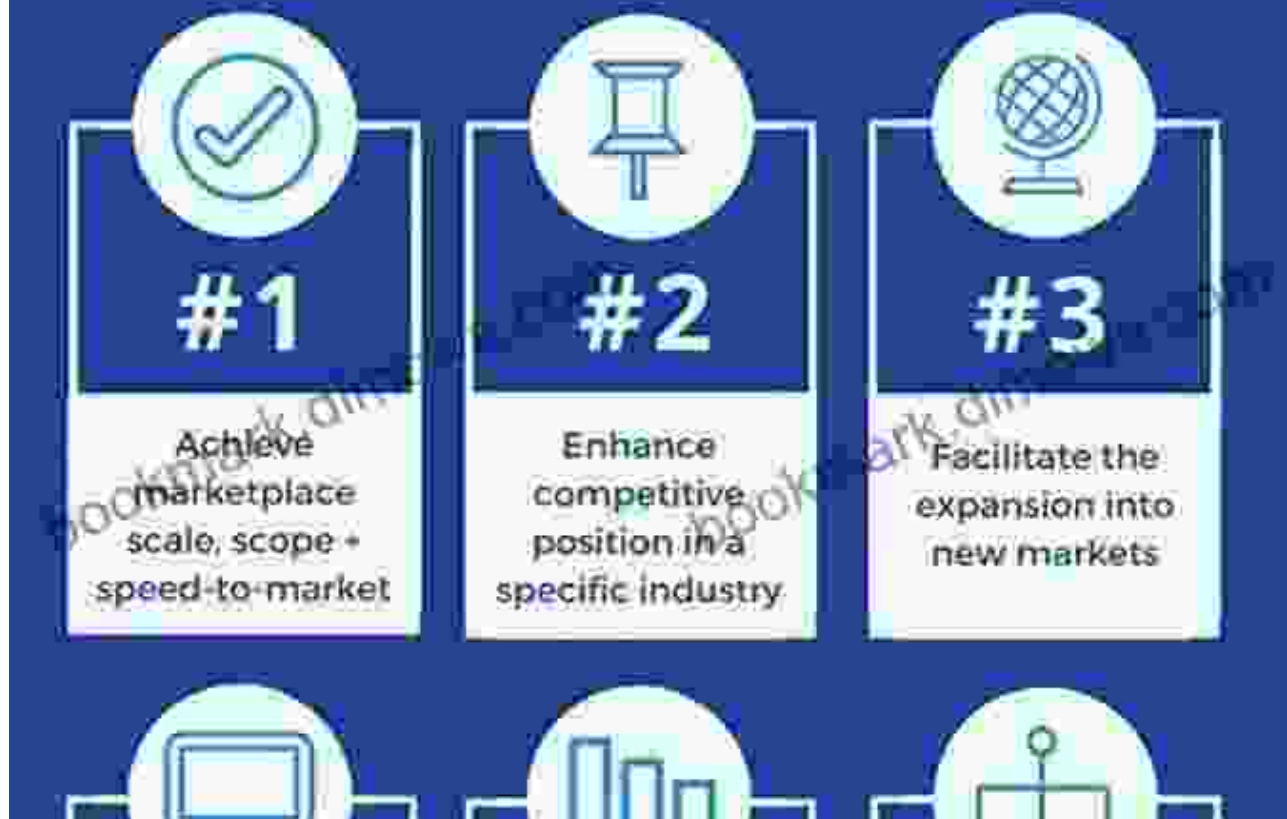 #1
Achieve
marketplace
scale, scope +
speed-to-market
#2
Enhance
competitive
position in a
specific industry
#3
Facilitate the
expansion into
new markets